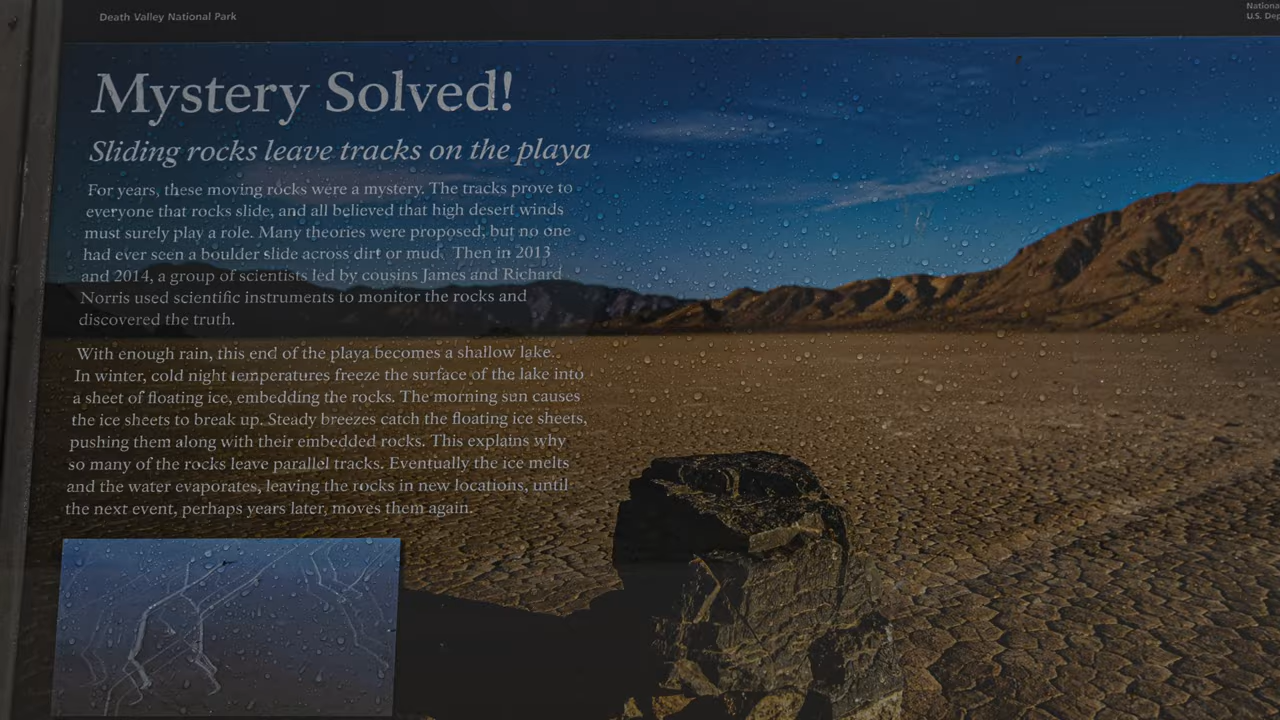 Death Valley National Park
Mystery Solved!
Sliding rocks leave tracks on the playa
For years, these moving rocks were a mystery. The tracks prove to
everyone that rocks slide, and all believed that high desert winds
must surely play a role. Many theories were proposed, but no one
had ever seen a boulder slide across dirt or mud. Then in 2013
and 2014, a group of scientists led by cousins James and Richard
Norris used scientific instruments to monitor the rocks and
discovered the truth.
With enough rain, this end of the playa becomes a shallow lake.
In winter, cold night temperatures freeze the surface of the lake into
a sheet of floating ice, embedding the rocks. The morning sun causes
the ice sheets to break up. Steady breezes catch the floating ice sheets,
pushing them along with their embedded rocks. This explains why
so many of the rocks leave parallel tracks. Eventually the ice melts
and the water evaporates, leaving the rocks in new locations, until
the next event, perhaps years later, moves them again.
U.S.